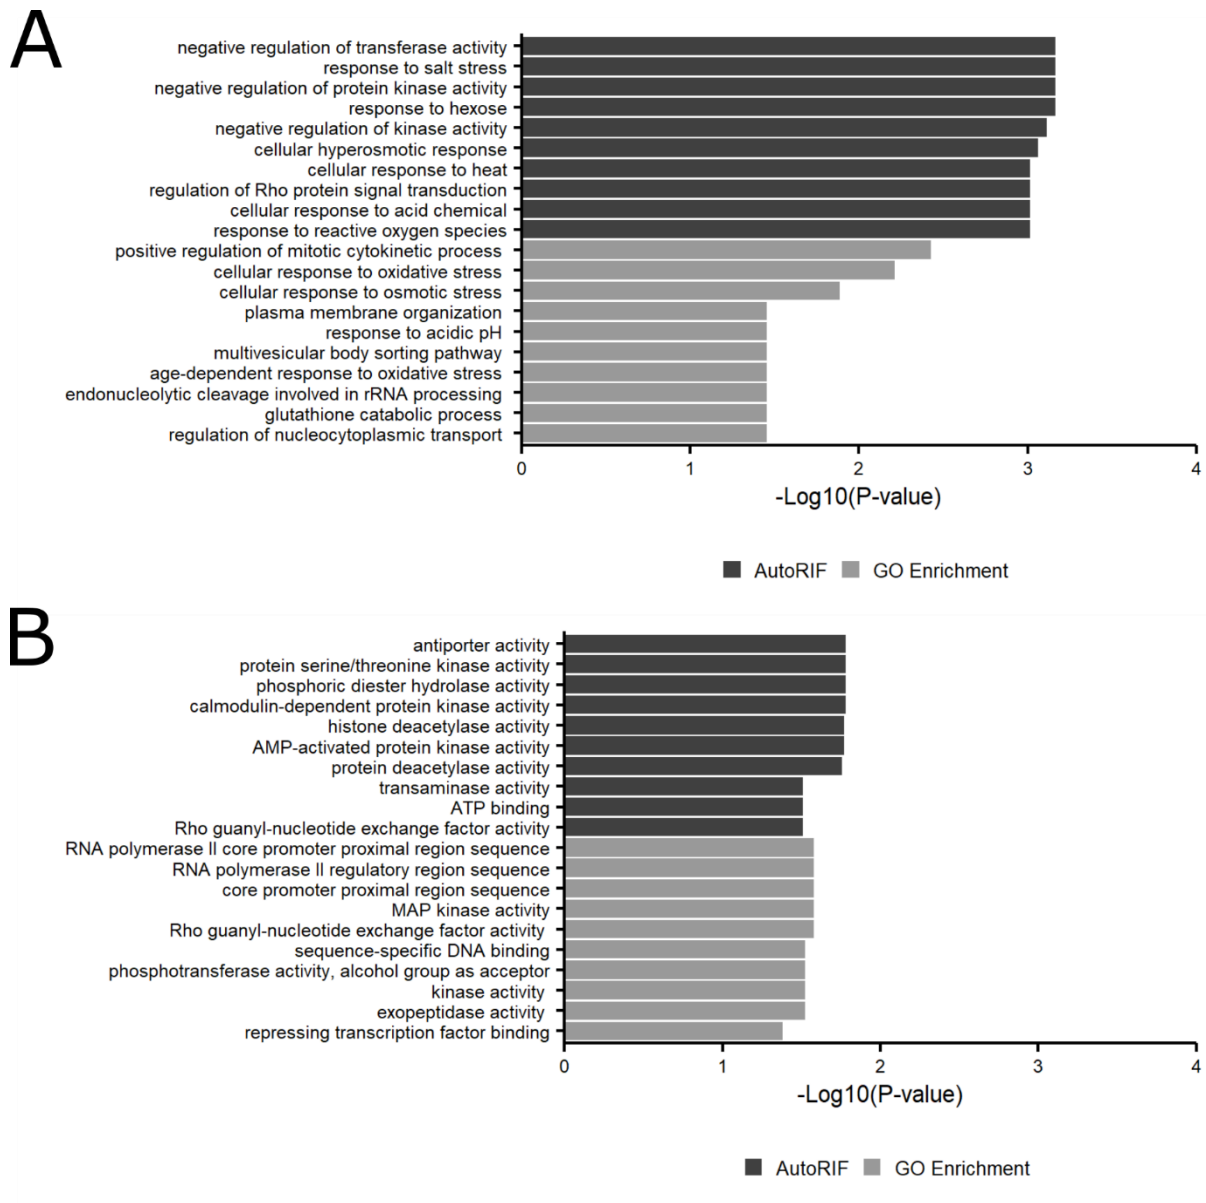 A
negative regulation of transferase activity
response to salt stress
negative regulation of protein kinase activity
response to hexose
negative regulation of kinase activity
cellular hyperosmotic response
cellular response to heat
regulation of Rho protein signal transduction
cellular response to acid chemical
response to reactive oxygen species
positive regulation of mitotic cytokinetic process
cellular response to oxidative stress
cellular response to osmotic stress
plasma membrane organization
response to acidic pH
multivesicular body sorting pathway
age-dependent response to oxidative stress
endonucleolytic cleavage involved in rRNA processing
glutathione catabolic process
regulation of nucleocytoplasmic transport
0 1 2 3 4
-Log10(P-value)
AutoRIF GO Enrichment
B
antiporter activity
protein serine/threonine kinase activity
phosphoric diester hydrolase activity
calmodulin-dependent protein kinase activity
histone deacetylase activity
AMP-activated protein kinase activity
protein deacetylase activity
transaminase activity
ATP binding
Rho guanyl-nucleotide exchange factor activity
RNA polymerase II core promoter proximal region sequence
RNA polymerase II regulatory region sequence
core promoter proximal region sequence
MAP kinase activity
Rho guanyl-nucleotide exchange factor activity
sequence-specific DNA binding
phosphotransferase activity, alcohol group as acceptor
kinase activity
exopeptidase activity
repressing transcription factor binding
0 1 2 3 4
-Log10(P-value)
AutoRIF GO Enrichment